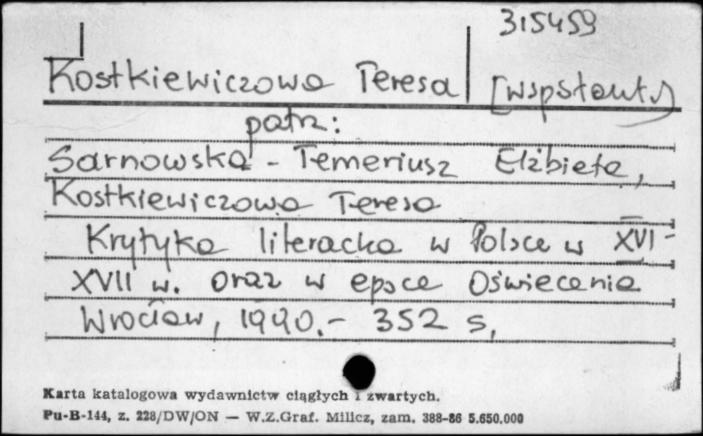 315459
Kostkiewiczowa Teresa [współaut.]
patrz:
Sarnowska-Temeriusz Elżbieta,
Kostkiewiczowa Teresa
Krytyka literacka w Polsce w XVI-
XVII w. oraz w epoce Oświecenia
Wrocław, 1990.- 352 s.
Karta katalogowa wydawnictw ciągłych i zwartych.
Pu-B-144, z. 228/DW/ON — W.Z.Graf. Milicz, zam. 388-86 5.650.000